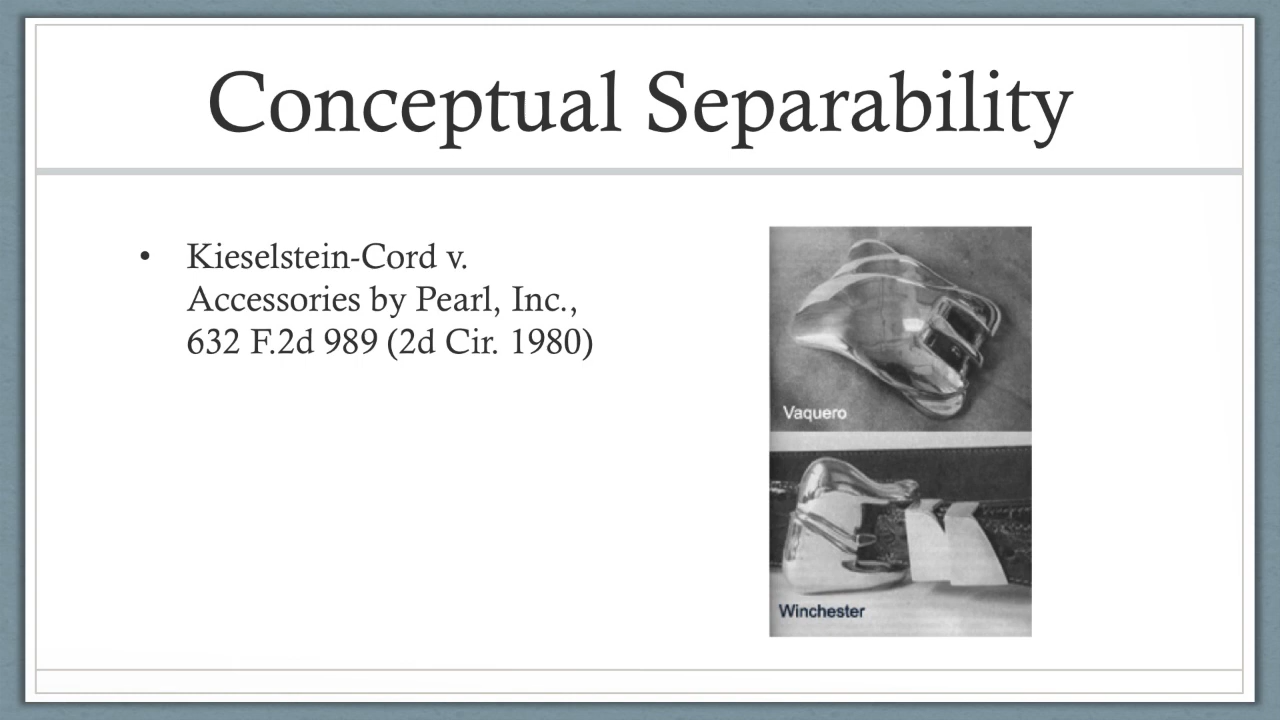 Conceptual Separability
• Kieselstein-Cord v.
Accessories by Pearl, Inc.,
632 F.2d 989 (2d Cir. 1980)
Vaquero
Winchester